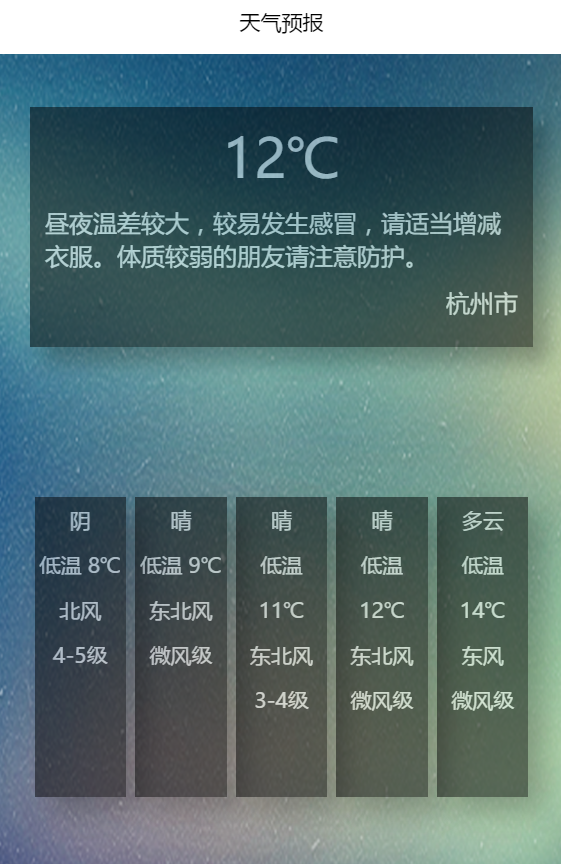 天气预报
12℃
昼夜温差较大，较易发生感冒，请适当增减
衣服。体质较弱的朋友请注意防护。
杭州市
阴
低温 8℃
北风
4-5级
晴
低温 9℃
东北风
微风级
晴
低温
11℃
东北风
3-4级
晴
低温
12℃
东北风
微风级
多云
低温
14℃
东风
微风级